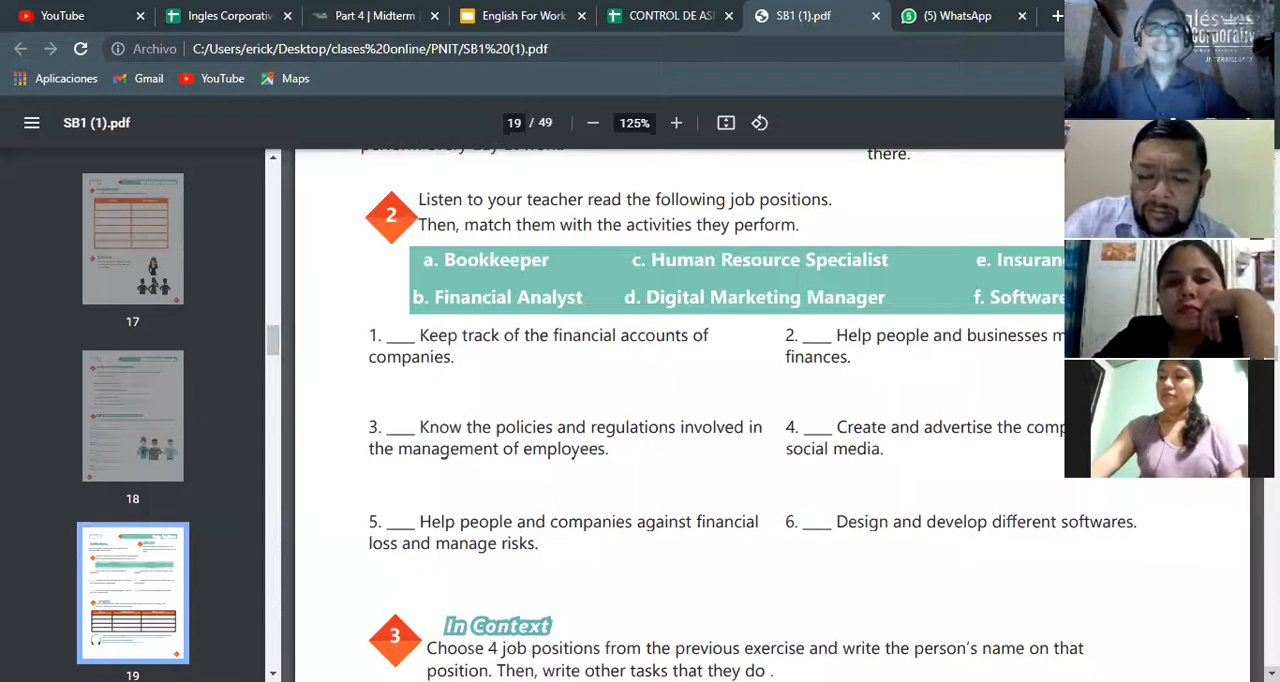 YouTube
Ingles Corporativ
Part 4 | Midterm
English For Work
CONTROL DE ASI
SB1 (1).pdf
(5) WhatsApp
Archivo
C:/Users/erick/Desktop/clases%20online/PNIT/SB1%20(1).pdf
Aplicaciones
Gmail
YouTube
Maps
SB1 (1).pdf
19 / 49
125%
17
18
19
there.
2
Listen to your teacher read the following job positions.
Then, match them with the activities they perform.
a. Bookkeeper
c. Human Resource Specialist
e. Insuran
b. Financial Analyst
d. Digital Marketing Manager
f. Software
1. ___ Keep track of the financial accounts of
companies.
2. ___ Help people and businesses m
finances.
3. ___ Know the policies and regulations involved in
the management of employees.
4. ___ Create and advertise the comp
social media.
5. ___ Help people and companies against financial
loss and manage risks.
6. ___ Design and develop different softwares.
3
In Context
Choose 4 job positions from the previous exercise and write the person's name on that
position. Then, write other tasks that they do .